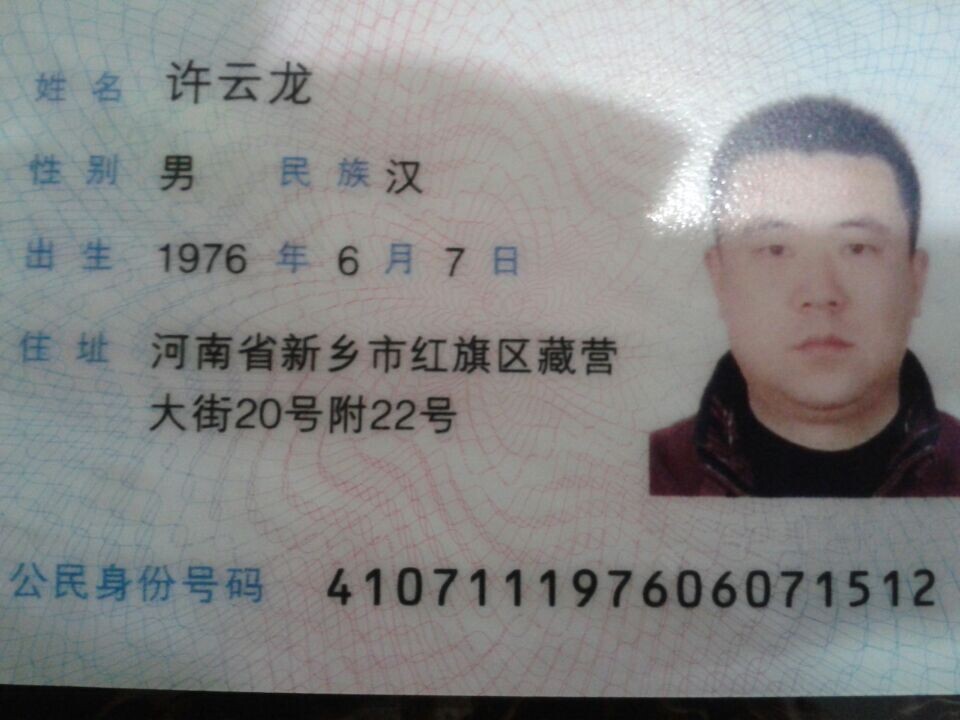 姓名 许云龙
性别 男 民族 汉
出生 1976 年 6 月 7 日
住址 河南省新乡市红旗区藏营
大街20号附22号
公民身份号码 410711197606071512